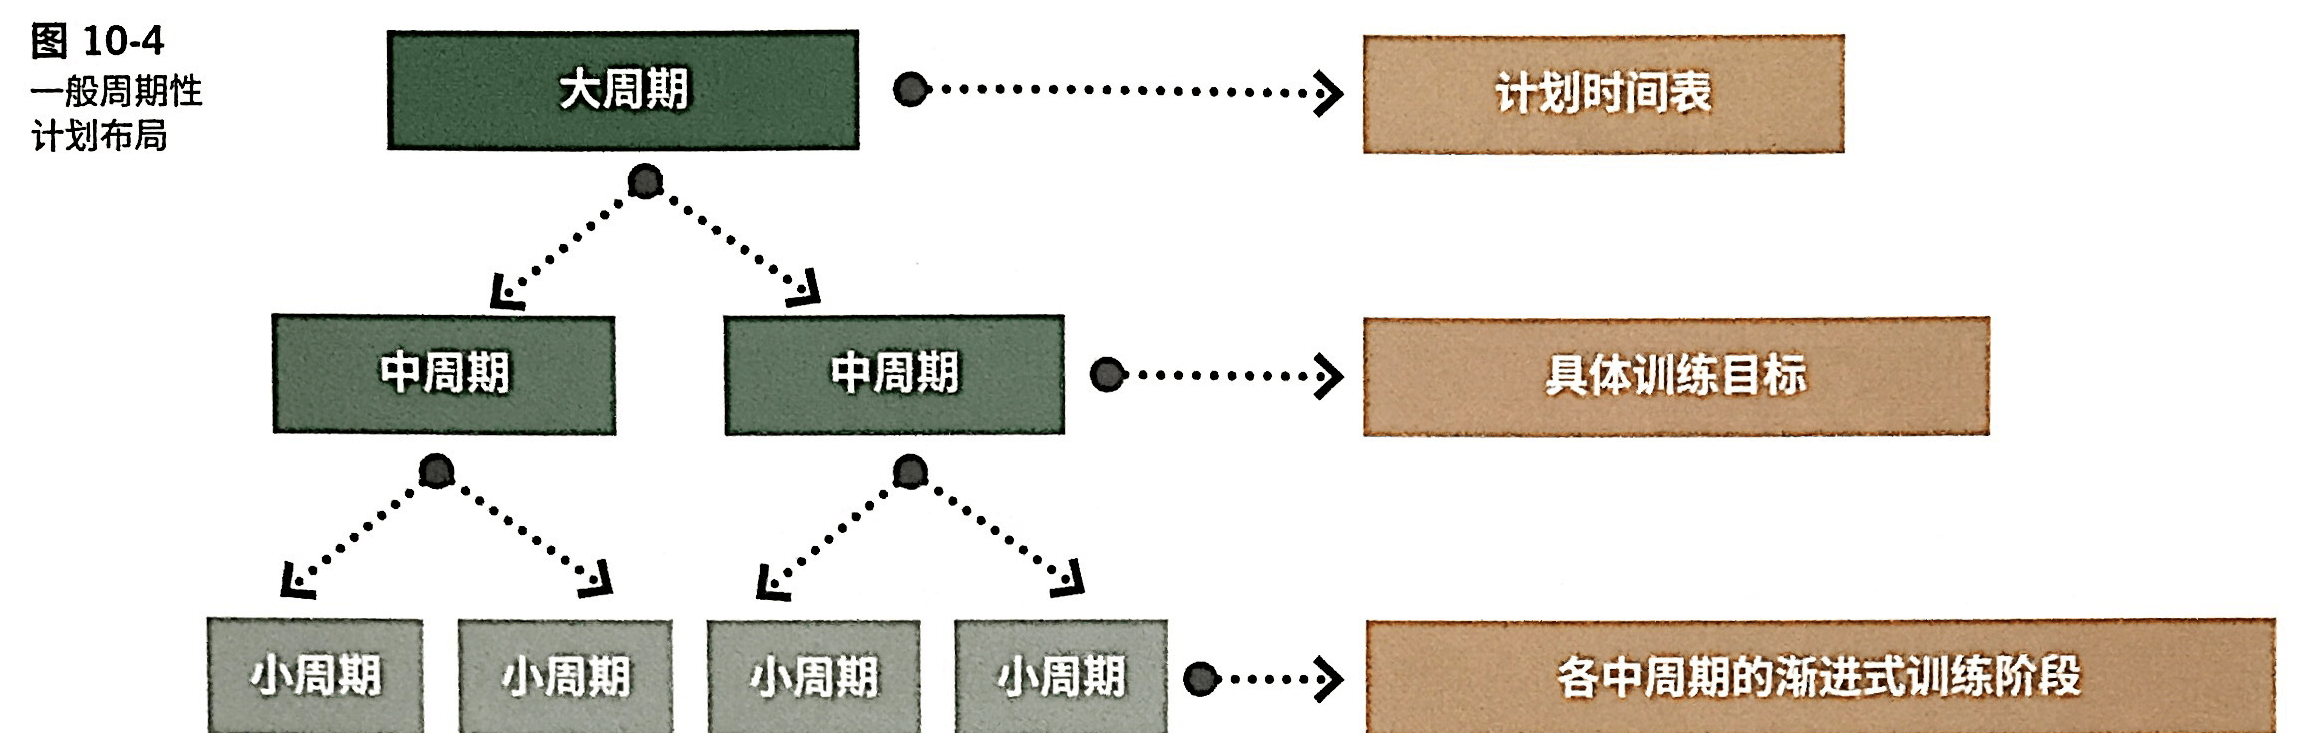 图 10-4
一般周期性
计划布局
大周期
计划时间表
中周期
中周期
具体训练目标
小周期
小周期
小周期
小周期
各中周期的渐进式训练阶段